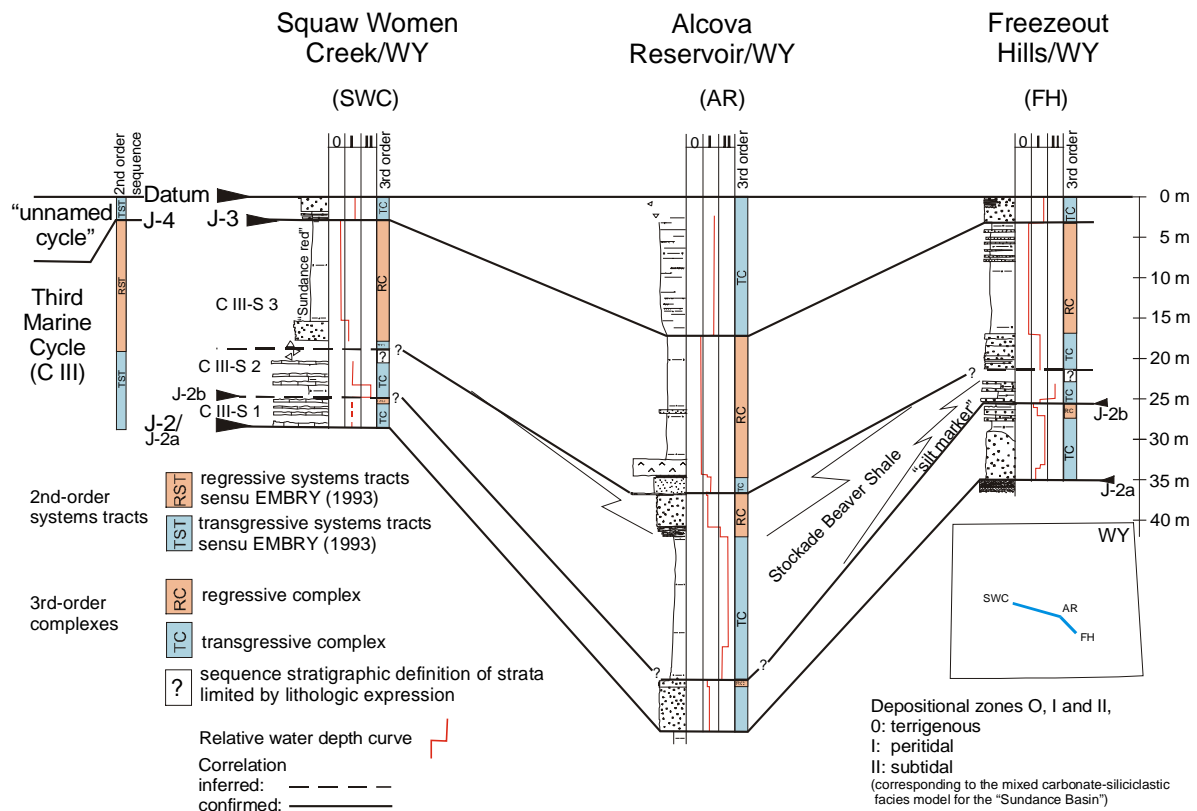 Squaw Women
Creek/WY
(SWC)
Alcova
Reservoir/WY
(AR)
Freezeout
Hills/WY
(FH)
2nd order
sequence
0 I II
3rd order
0 I II
3rd order
0 I II
3rd order
Datum
0 m
"unnamed
cycle"
TST
J-4
J-3
TC
TC
TC
5 m
10 m
15 m
20 m
25 m
30 m
35 m
40 m
Third
Marine
Cycle
(C III)
RST
TST
"Sundance red"
C III-S 3
C III-S 2
C III-S 1
J-2b
J-2/
J-2a
RC
?
TC
TC
?
?
RC
TC
RC
TC
?
?
RC
TC
?
TC
RC
TC
?
J-2b
J-2a
Stockade Beaver Shale
"silt marker"
2nd-order
systems tracts
RST
regressive systems tracts
sensu EMBRY (1993)
TST
transgressive systems tracts
sensu EMBRY (1993)
3rd-order
complexes
RC
regressive complex
TC
transgressive complex
?
sequence stratigraphic definition of strata
limited by lithologic expression
Relative water depth curve
Correlation
inferred:
confirmed:
WY
SWC
AR
FH
Depositional zones O, I and II,
0: terrigenous
I: peritidal
II: subtidal
(corresponding to the mixed carbonate-siliciclastic
facies model for the "Sundance Basin")